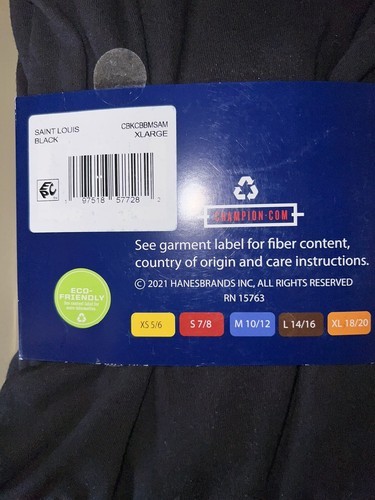 SAINT LOUIS
BLACK
CBKCBBMSAM
XLARGE
1 97518 57728 2
CHAMPION·COM
See garment label for fiber content,
country of origin and care instructions.
© 2021 HANESBRANDS INC, ALL RIGHTS RESERVED
RN 15763
ECO-
FRIENDLY
XS 5/6
S 7/8
M 10/12
L 14/16
XL 18/20